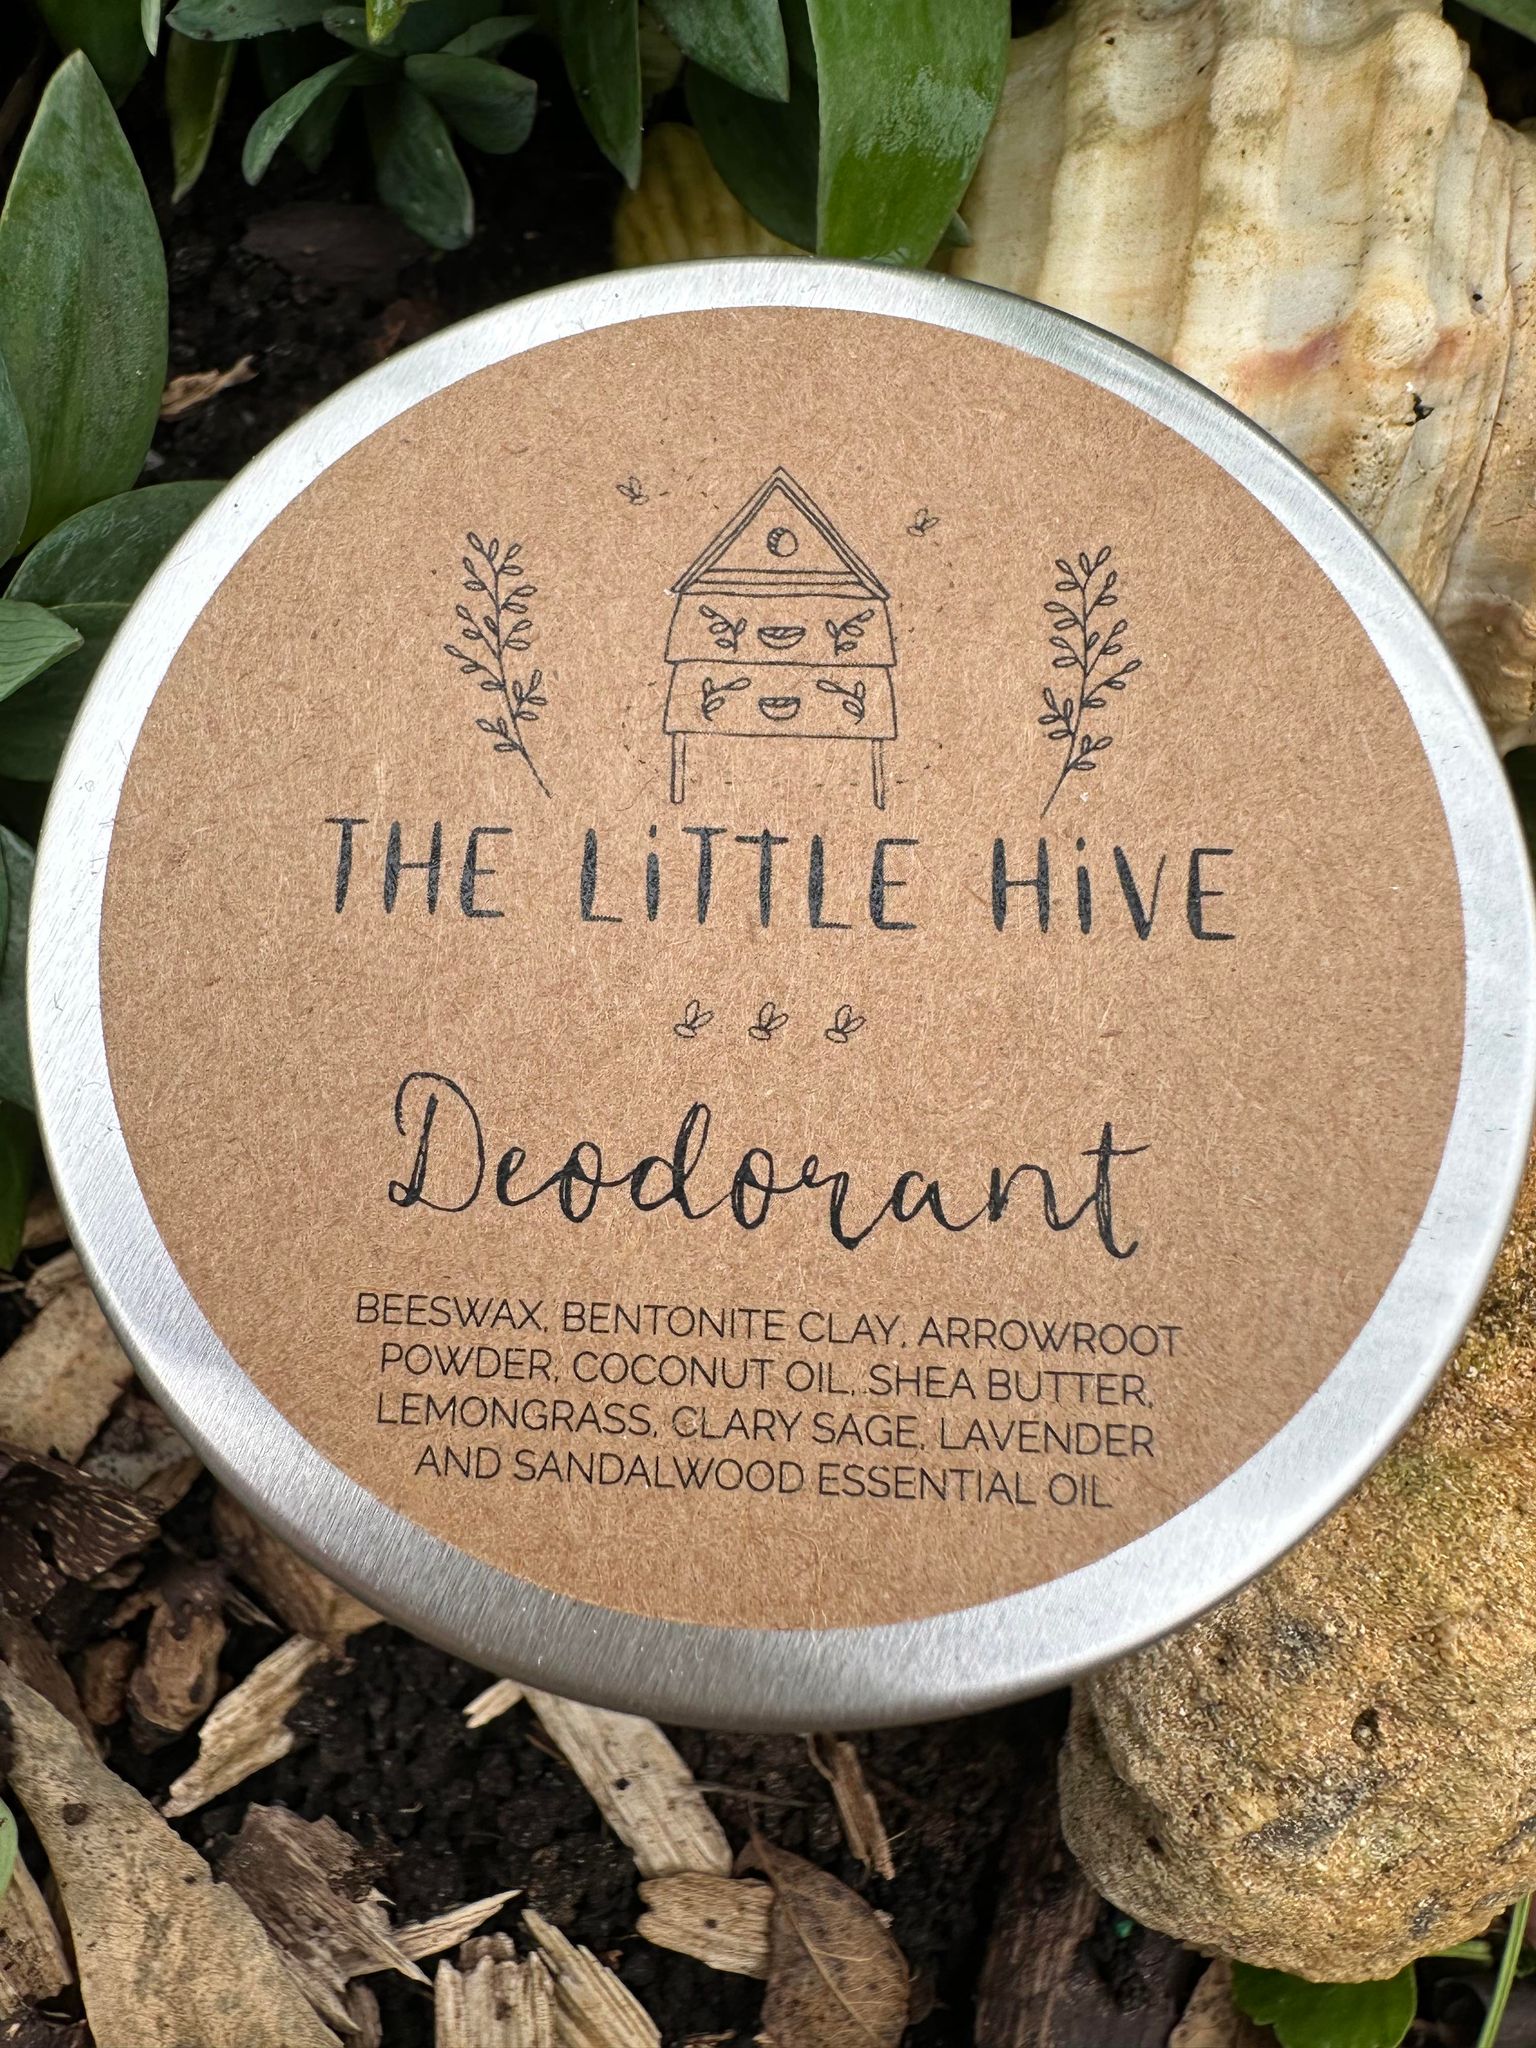 THE LiTTLE HiVE
Deodorant
BEESWAX, BENTONITE CLAY, ARROWROOT
POWDER, COCONUT OIL, SHEA BUTTER,
LEMONGRASS, CLARY SAGE, LAVENDER
AND SANDALWOOD ESSENTIAL OIL